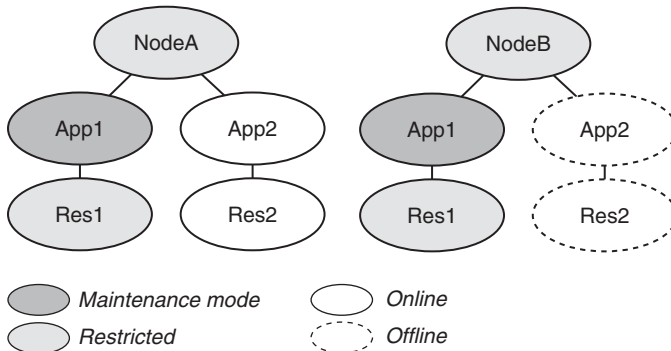 NodeA NodeB
App1 App2 App1 App2
Res1 Res2 Res1 Res2
Maintenance mode Online
Restricted Offline